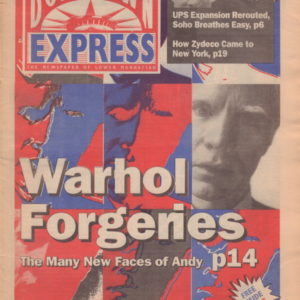 UPS Expansion Rerouted,
Soho Breathes Easy, p6
How Zydeco Came to
New York, p19
EXPRESS
THE NEWSPAPER OF LOWER MANHATTAN
Warhol
Forgeries
The Many New Faces of Andy p14
FREE